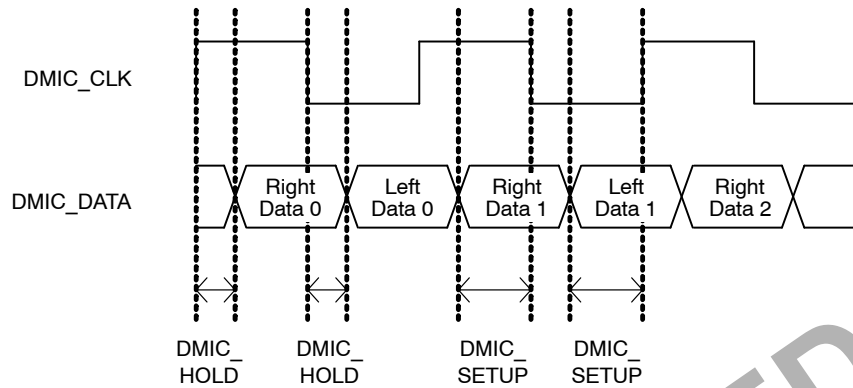 DMIC_CLK
DMIC_DATA
Right
Data 0
Left
Data 0
Right
Data 1
Left
Data 1
Right
Data 2
DMIC_
HOLD
DMIC_
HOLD
DMIC_
SETUP
DMIC_
SETUP